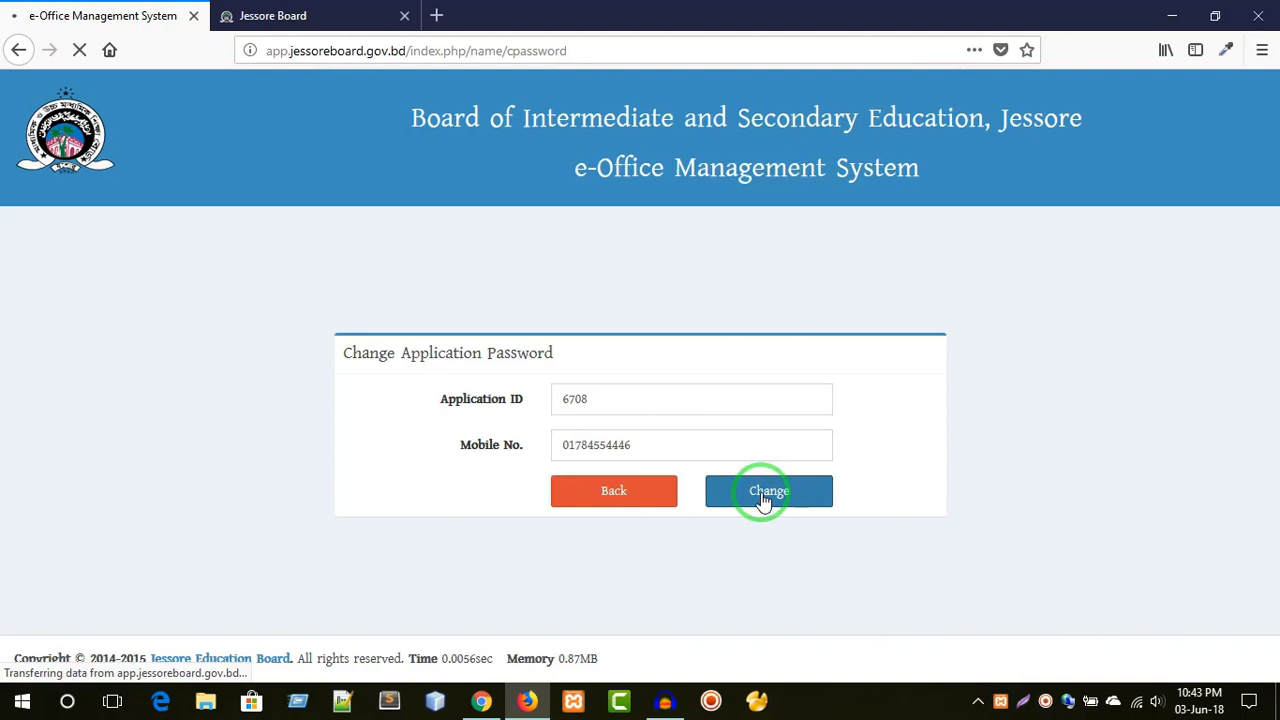 e-Office Management System
Jessore Board
app.jessoreboard.gov.bd/index.php/name/cpassword
Board of Intermediate and Secondary Education, Jessore
e-Office Management System
Change Application Password
Application ID 6708
Mobile No. 01784554446
Back Change
Copyright © 2014-2015 Jessore Education Board. All rights reserved. Time 0.0056sec Memory 0.87MB
Transferring data from app.jessoreboard.gov.bd...
10:43 PM
03-Jun-18